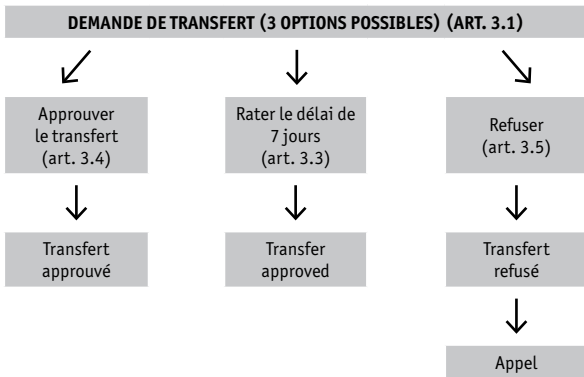 DEMANDE DE TRANSFERT (3 OPTIONS POSSIBLES) (ART. 3.1)
Approuver
le transfert
(art. 3.4)
Rater le délai de
7 jours
(art. 3.3)
Refuser
(art. 3.5)
Transfert
approuvé
Transfer
approved
Transfert
refusé
Appel